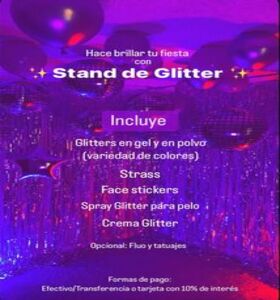 Hace brillar tu fiesta
con
✨ Stand de Glitter ✨
Incluye
Glitters en gel y en polvo
(variedad de colores)
Strass
Face stickers
Spray Glitter para pelo
Crema Glitter
Opcional: Fluo y tatuajes
Formas de pago:
Efectivo/Transferencia o tarjeta con 10% de interés